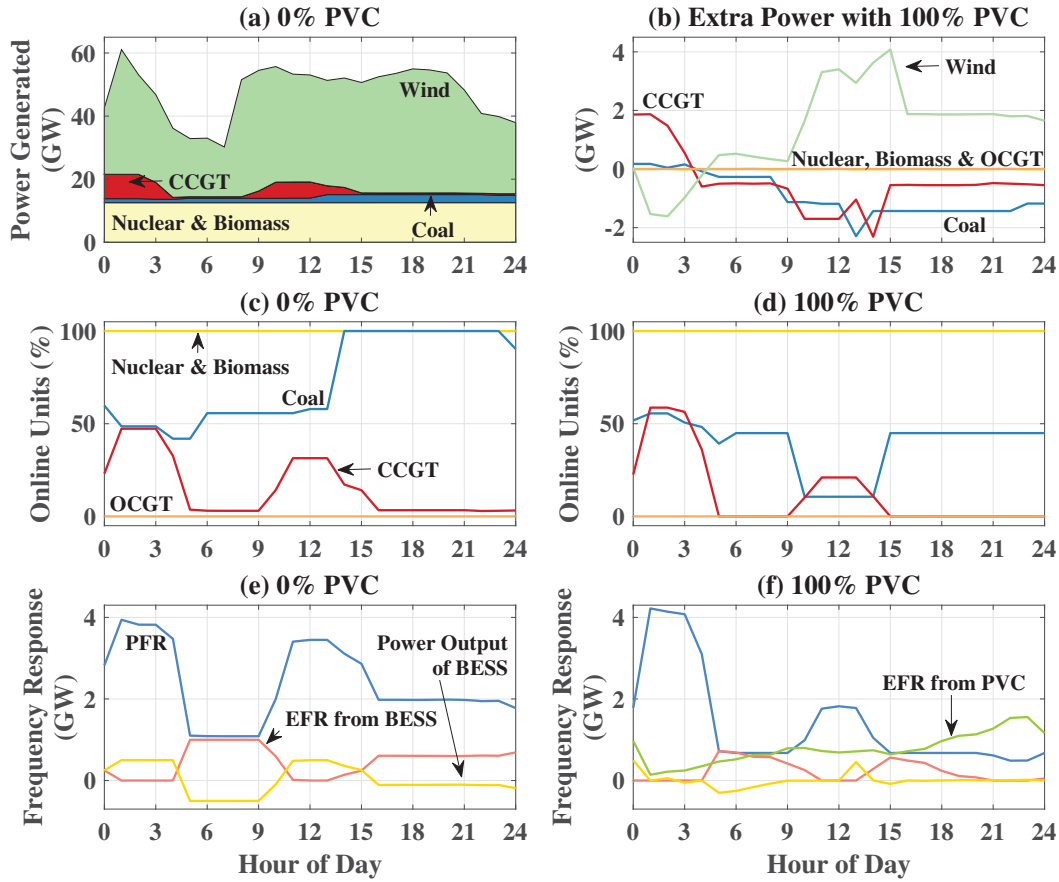 (a) 0% PVC
Power Generated
(GW)
60
40
20
0
Wind
CCGT
Nuclear & Biomass
Coal
0 3 6 9 12 15 18 21 24
(b) Extra Power with 100% PVC
4
2
0
-2
CCGT
Wind
Nuclear, Biomass & OCGT
Coal
0 3 6 9 12 15 18 21 24
(c) 0% PVC
Online Units (%)
100
50
0
Nuclear & Biomass
Coal
CCGT
OCGT
0 3 6 9 12 15 18 21 24
(d) 100% PVC
Online Units (%)
100
50
0
0 3 6 9 12 15 18 21 24
(e) 0% PVC
Frequency Response
(GW)
4
2
0
PFR
Power Output
of BESS
EFR from BESS
0 3 6 9 12 15 18 21 24
Hour of Day
(f) 100% PVC
Frequency Response
(GW)
4
2
0
EFR from PVC
0 3 6 9 12 15 18 21 24
Hour of Day